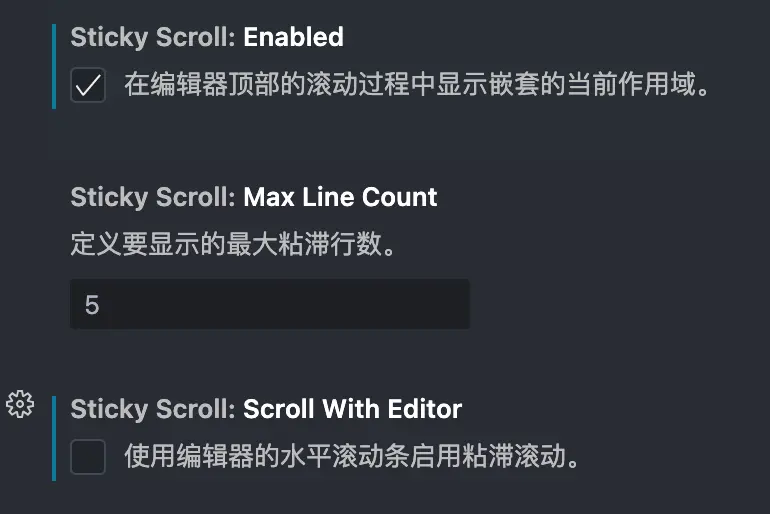 Sticky Scroll: Enabled
在编辑器顶部的滚动过程中显示嵌套的当前作用域。
Sticky Scroll: Max Line Count
定义要显示的最大粘滞行数。
5
Sticky Scroll: Scroll With Editor
使用编辑器的水平滚动条启用粘滞滚动。